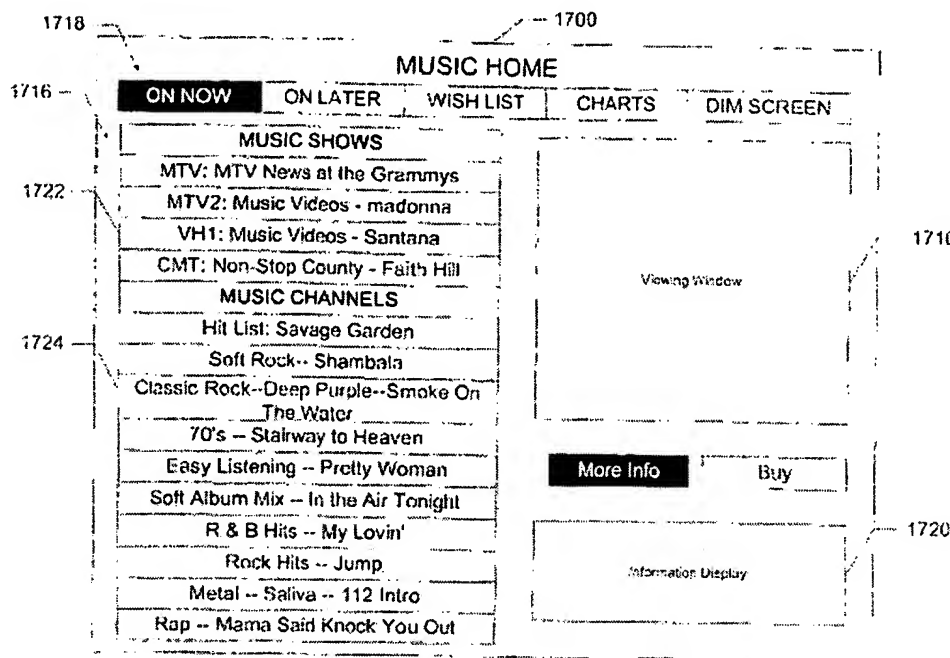 1718
1700
MUSIC HOME
1716
ON NOW ON LATER WISH LIST CHARTS DIM SCREEN
MUSIC SHOWS
MTV: MTV News at the Grammys
1722
MTV2: Music Videos - madonna
VH1: Music Videos - Santana
1710
CMT: Non-Stop County - Faith Hill
Viewing Window
MUSIC CHANNELS
Hit List: Savage Garden
1724
Soft Rock-- Shambala
Classic Rock--Deep Purple--Smoke On
The Water
70's -- Stairway to Heaven
Easy Listening -- Pretty Woman
More Info Buy
Soft Album Mix -- In the Air Tonight
R & B Hits -- My Lovin'
1720
Rock Hits -- Jump
Information Display
Metal -- Saliva -- 112 Intro
Rap -- Mama Said Knock You Out